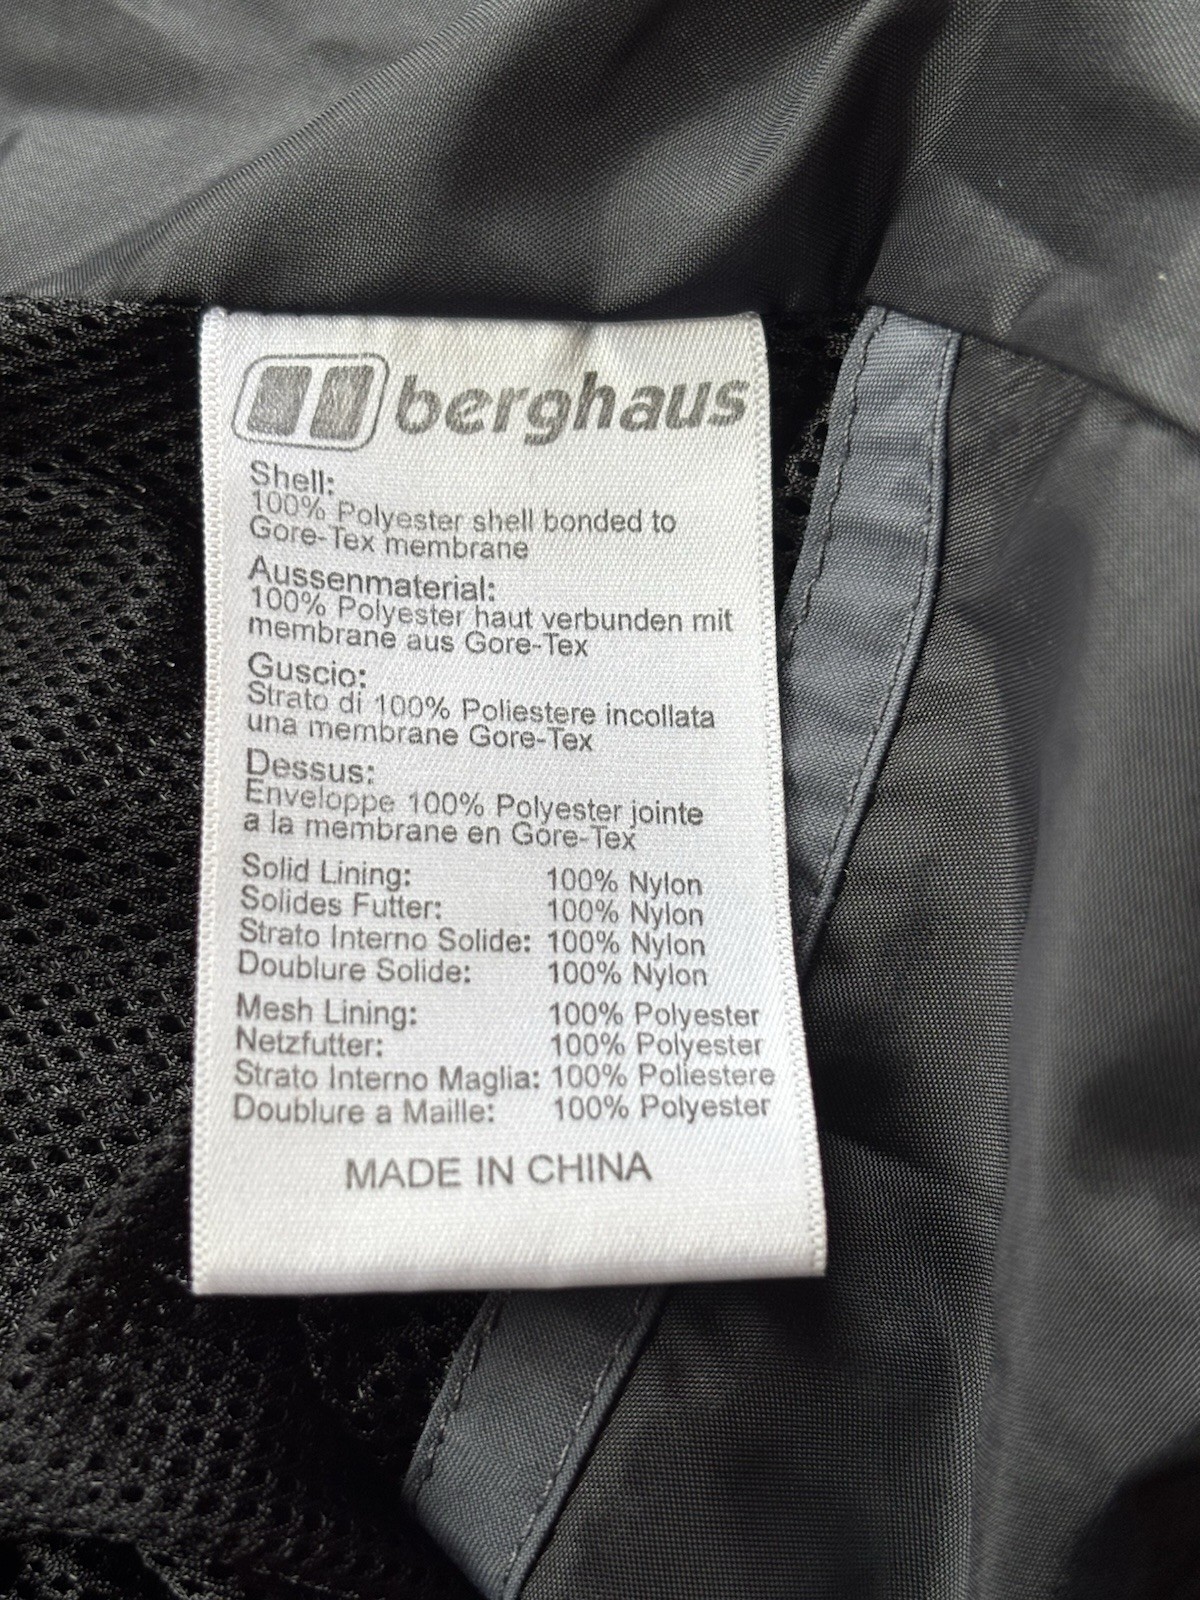 berghaus
Shell:
100% Polyester shell bonded to
Gore-Tex membrane
Aussenmaterial:
100% Polyester haut verbunden mit
membrane aus Gore-Tex
Guscio:
Strato di 100% Poliestere incollata
una membrane Gore-Tex
Dessus:
Enveloppe 100% Polyester jointe
a la membrane en Gore-Tex
Solid Lining: 100% Nylon
Solides Futter: 100% Nylon
Strato Interno Solide: 100% Nylon
Doublure Solide: 100% Nylon
Mesh Lining: 100% Polyester
Netzfutter: 100% Polyester
Strato Interno Maglia: 100% Poliestere
Doublure a Maille: 100% Polyester
MADE IN CHINA